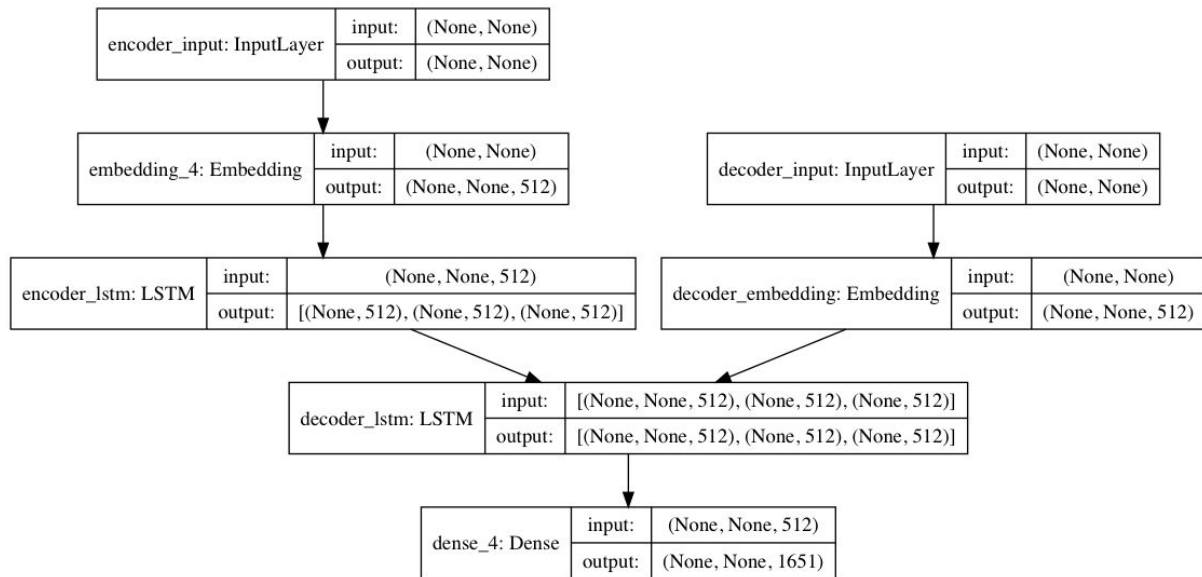 encoder_input: InputLayer
input: (None, None)
output: (None, None)
embedding_4: Embedding
input: (None, None)
output: (None, None, 512)
decoder_input: InputLayer
input: (None, None)
output: (None, None)
encoder_lstm: LSTM
input: (None, None, 512)
output: [(None, 512), (None, 512), (None, 512)]
decoder_embedding: Embedding
input: (None, None)
output: (None, None, 512)
decoder_lstm: LSTM
input: [(None, None, 512), (None, 512), (None, 512)]
output: [(None, None, 512), (None, 512), (None, 512)]
dense_4: Dense
input: (None, None, 512)
output: (None, None, 1651)